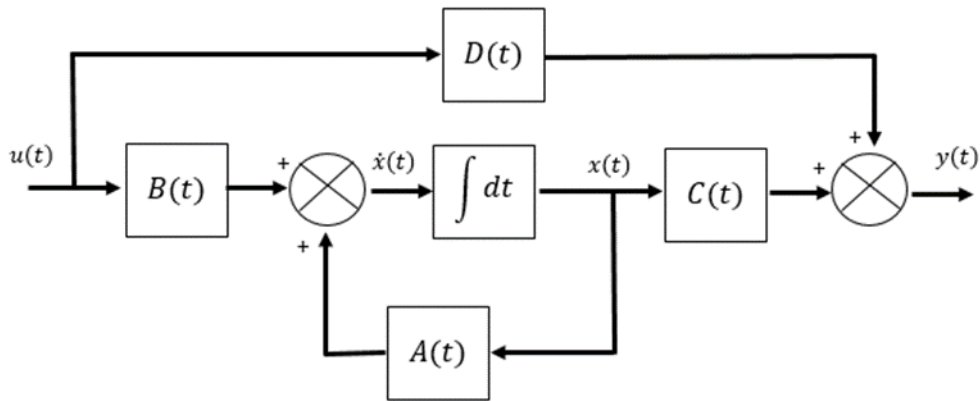 D(t)
+
u(t)
B(t)
+
ẋ(t)
∫ dt
x(t)
C(t)
+
y(t)
+
A(t)